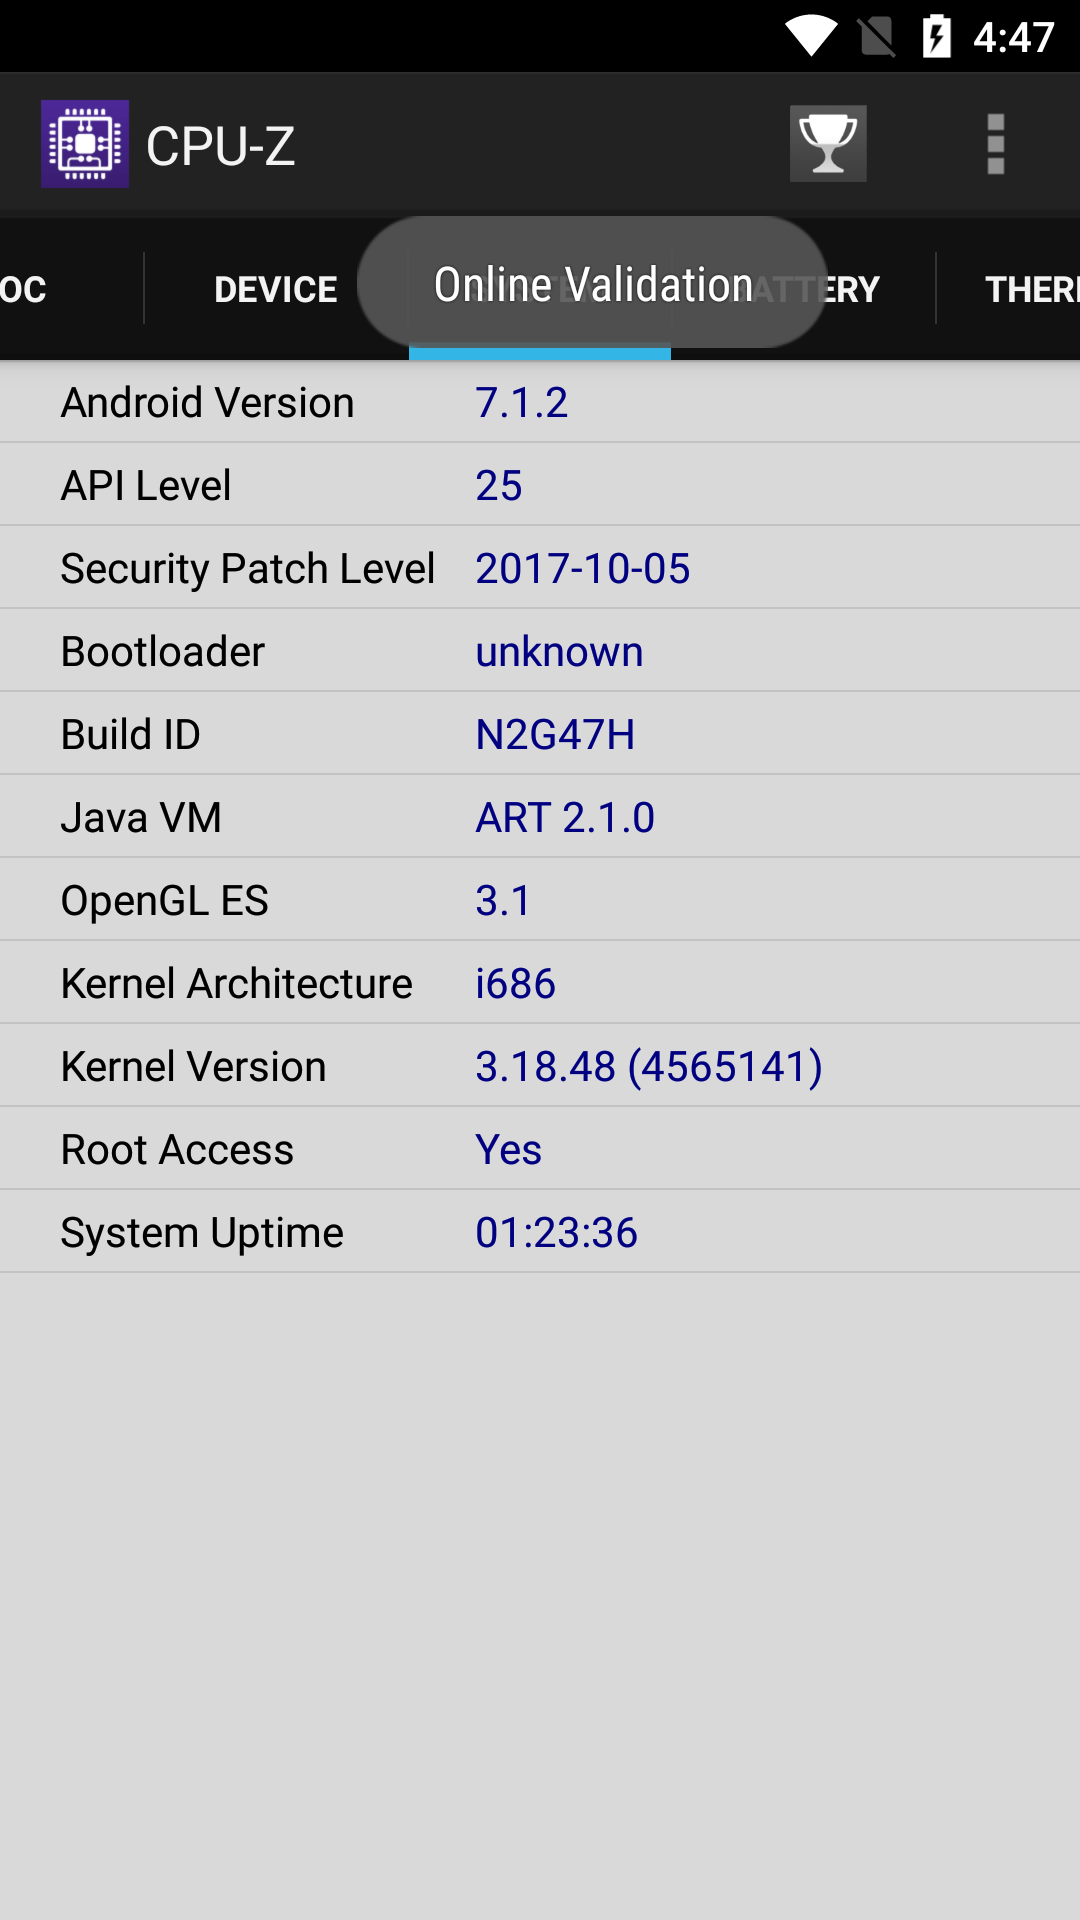 4:47
CPU-Z
OC DEVICE BATTERY THER
Online Validation
Android Version 7.1.2
API Level 25
Security Patch Level 2017-10-05
Bootloader unknown
Build ID N2G47H
Java VM ART 2.1.0
OpenGL ES 3.1
Kernel Architecture i686
Kernel Version 3.18.48 (4565141)
Root Access Yes
System Uptime 01:23:36